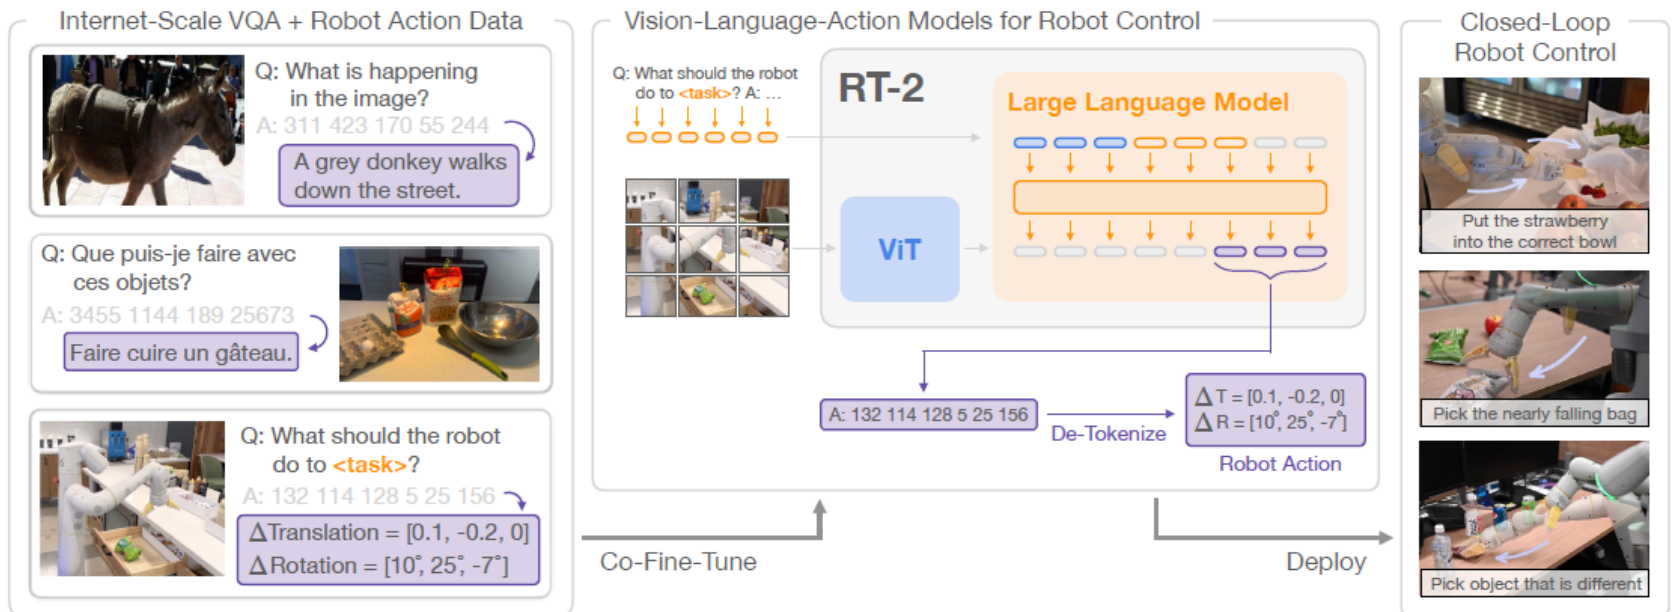 Internet-Scale VQA + Robot Action Data
Q: What is happening
in the image?
A: 311 423 170 55 244
A grey donkey walks
down the street.
Q: Que puis-je faire avec
ces objets?
A: 3455 1144 189 25673
Faire cuire un gâteau.
Q: What should the robot
do to <task>?
A: 132 114 128 5 25 156
ΔTranslation = [0.1, -0.2, 0]
ΔRotation = [10°, 25°, -7°]
Co-Fine-Tune
Vision-Language-Action Models for Robot Control
Q: What should the robot
do to <task>? A: ...
RT-2
Large Language Model
ViT
A: 132 114 128 5 25 156
De-Tokenize
Δ T = [0.1, -0.2, 0]
Δ R = [10°, 25°, -7°]
Robot Action
Deploy
Closed-Loop
Robot Control
Put the strawberry
into the correct bowl
Pick the nearly falling bag
Pick object that is different